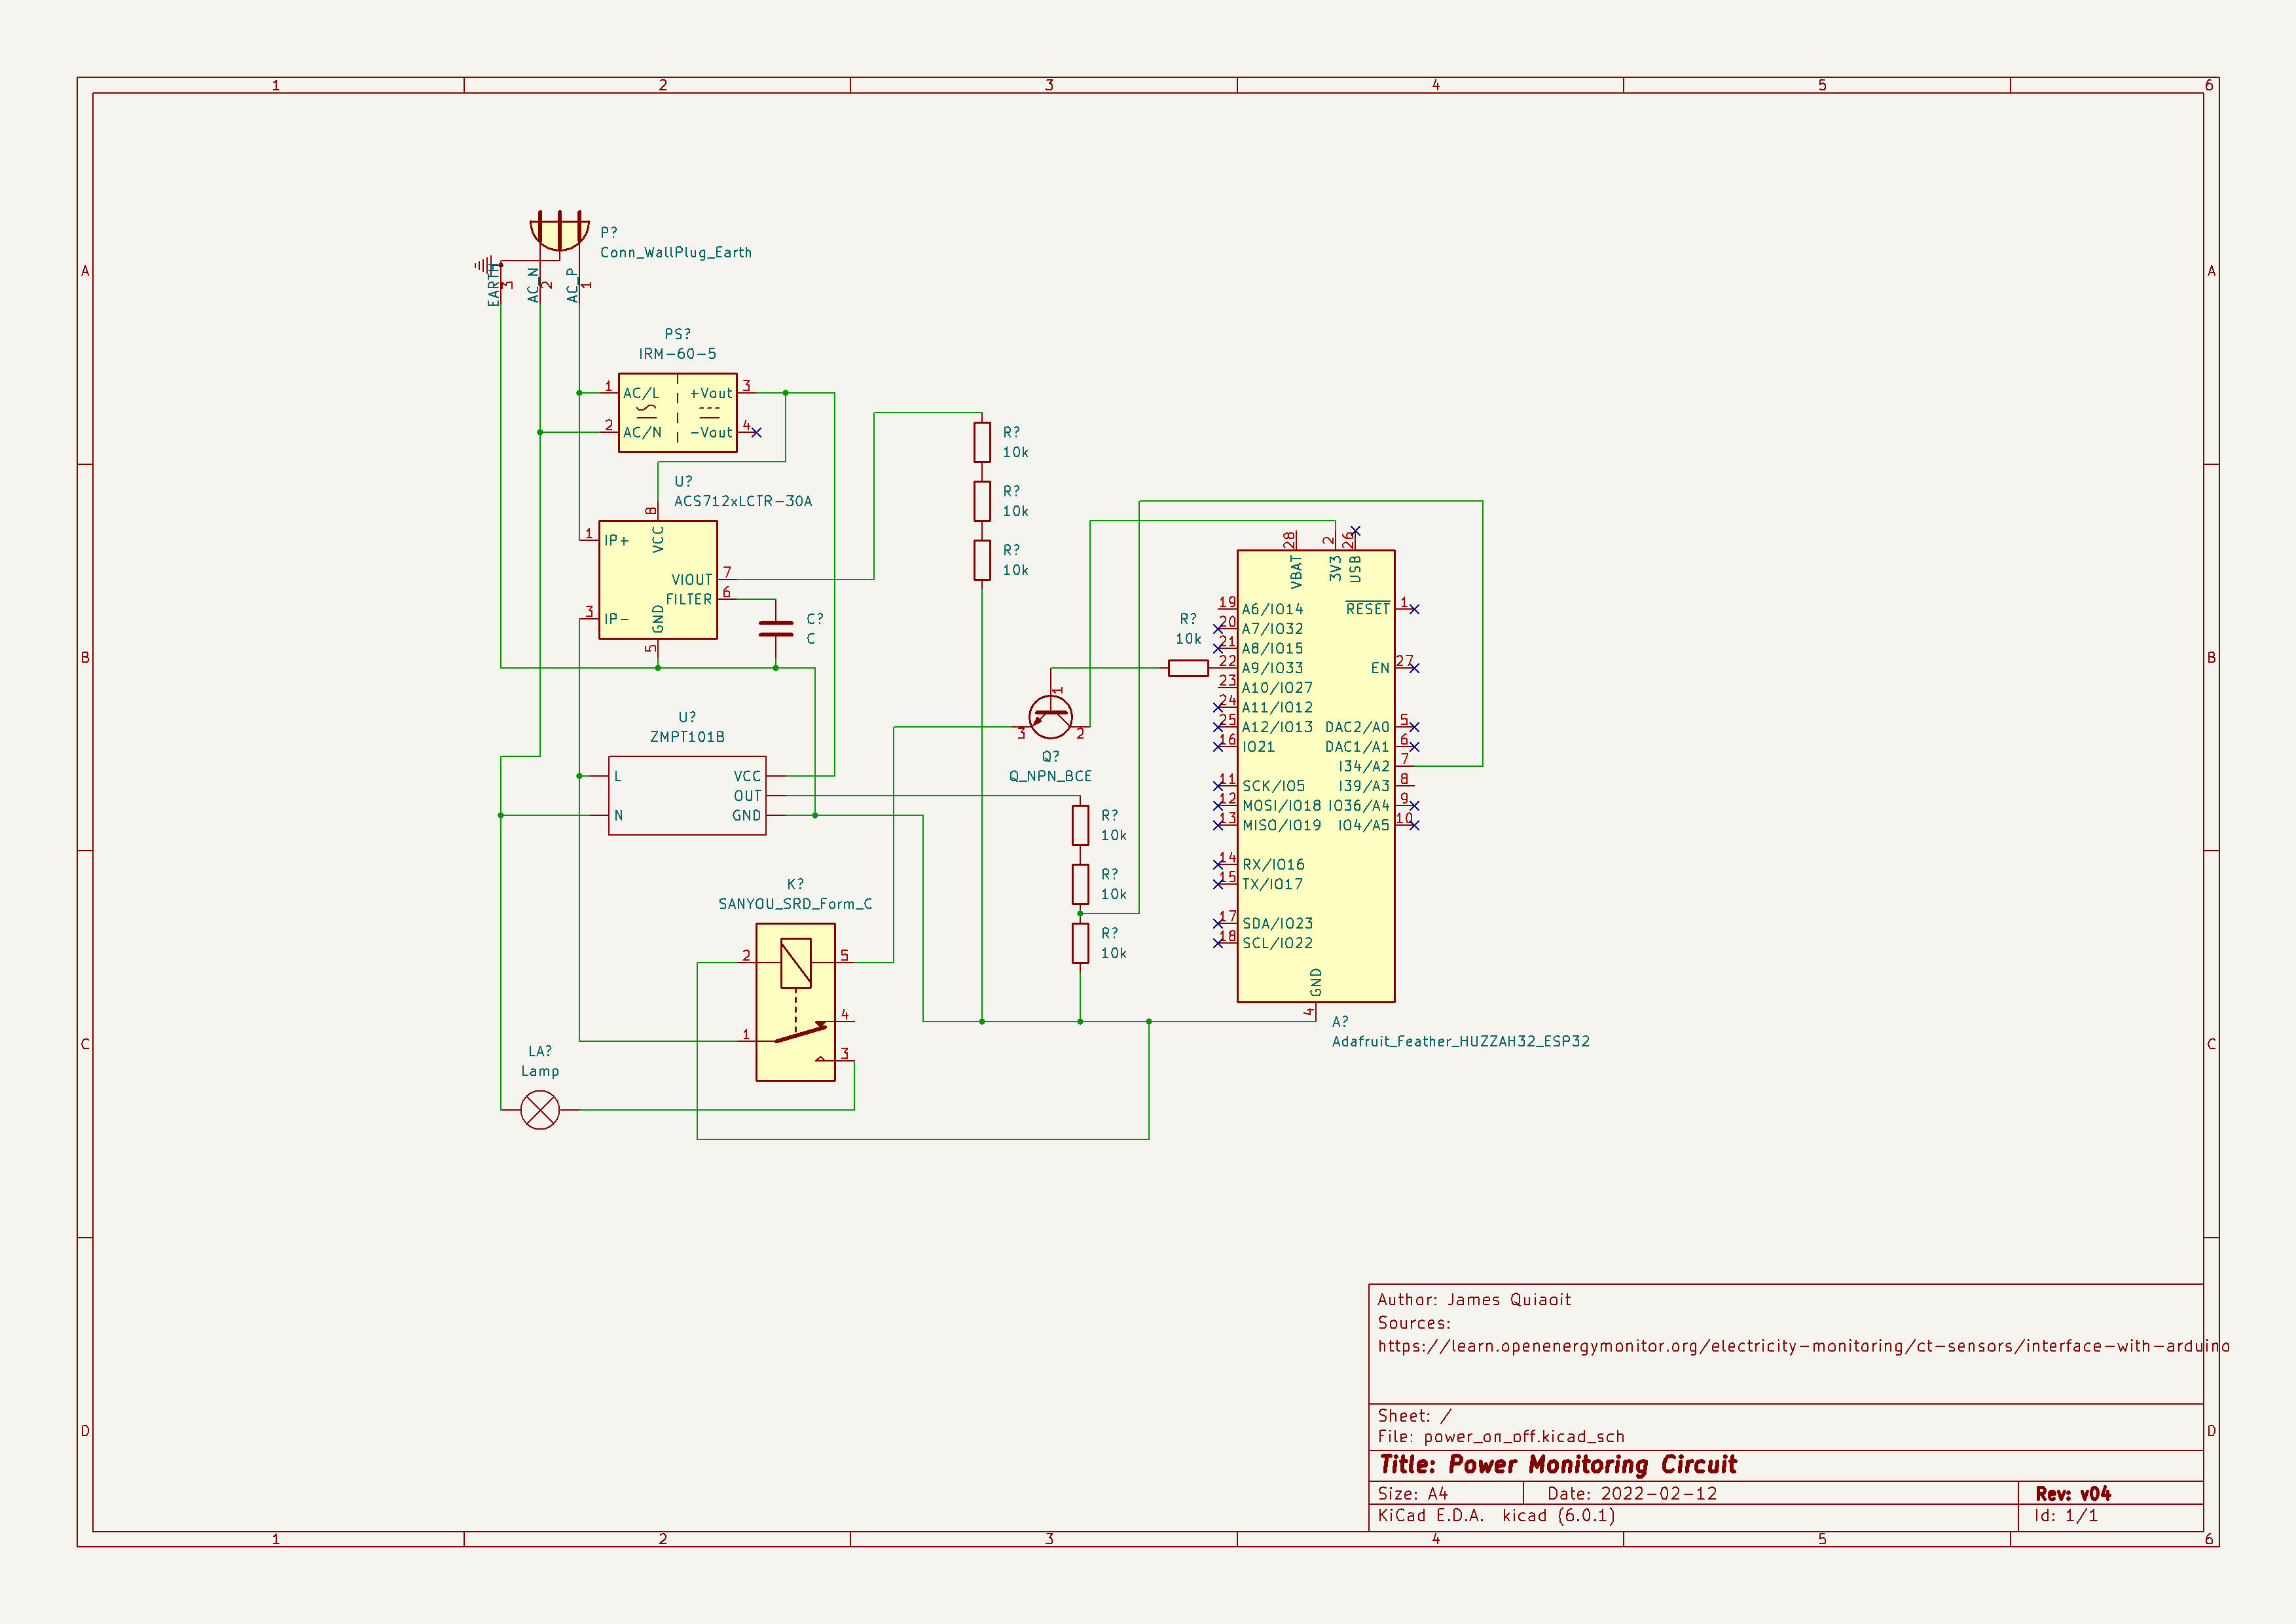 1 2 3 4 5 6
A A
B B
C C
D D
1 2 3 4 5 6
P?
Conn_WallPlug_Earth
EARTH 3
AC_N 2
AC_P 1
PS?
IRM-60-5
1 AC/L +Vout 3
2 AC/N -Vout 4
U?
ACS712xLCTR-30A
8 VCC
1 IP+
VIOUT 7
FILTER 6
3 IP-
GND 5
C?
C
U?
ZMPT101B
L VCC
OUT
N GND
K?
SANYOU_SRD_Form_C
2 5
4
1
3
LA?
Lamp
R?
10k
R?
10k
R?
10k
Q?
Q_NPN_BCE
1
3 2
R?
10k
R?
10k
R?
10k
R?
10k
28 2 26
VBAT 3V3 USB
19 A6/IO14 RESET 1
20 A7/IO32
21 A8/IO15
22 A9/IO33 EN 27
23 A10/IO27
24 A11/IO12
25 A12/IO13 DAC2/A0 5
16 IO21 DAC1/A1 6
I34/A2 7
11 SCK/IO5 I39/A3 8
12 MOSI/IO18 IO36/A4 9
13 MISO/IO19 IO4/A5 10
14 RX/IO16
15 TX/IO17
17 SDA/IO23
18 SCL/IO22
GND
4
A?
Adafruit_Feather_HUZZAH32_ESP32
Author: James Quiaoit
Sources:
https://learn.openenergymonitor.org/electricity-monitoring/ct-sensors/interface-with-arduino
Sheet: /
File: power_on_off.kicad_sch
Title: Power Monitoring Circuit
Size: A4 Date: 2022-02-12 Rev: v04
KiCad E.D.A. kicad (6.0.1) Id: 1/1